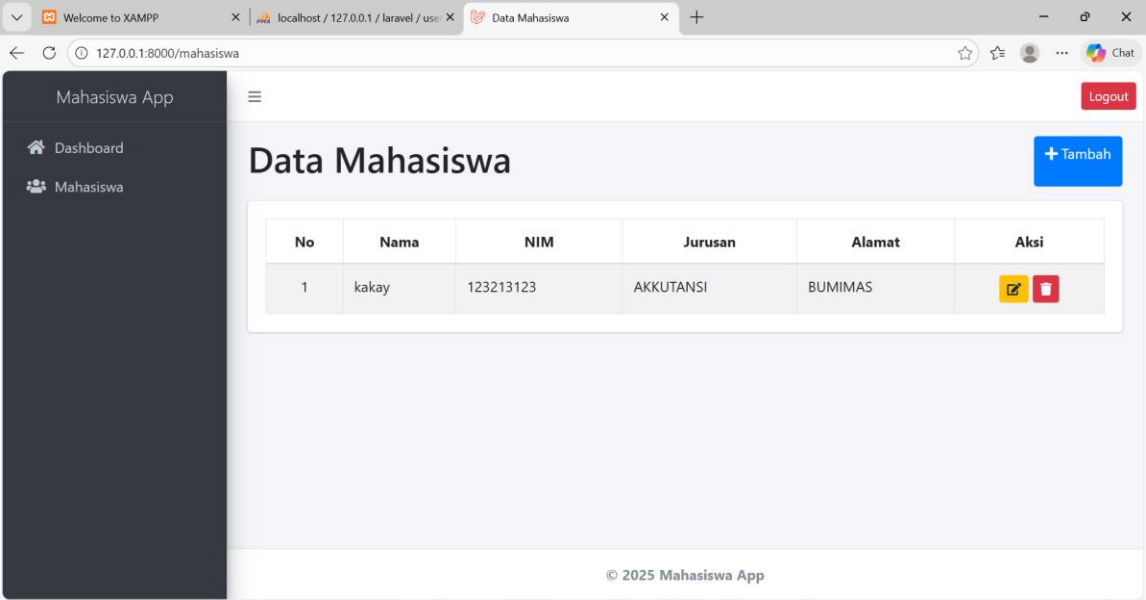 Welcome to XAMPP
localhost / 127.0.0.1 / laravel / use
Data Mahasiswa
127.0.0.1:8000/mahasiswa
Chat
Mahasiswa App
Logout
Dashboard
Mahasiswa
Data Mahasiswa
Tambah
No Nama NIM Jurusan Alamat Aksi
1 kakay 123213123 AKKUTANSI BUMIMAS
© 2025 Mahasiswa App